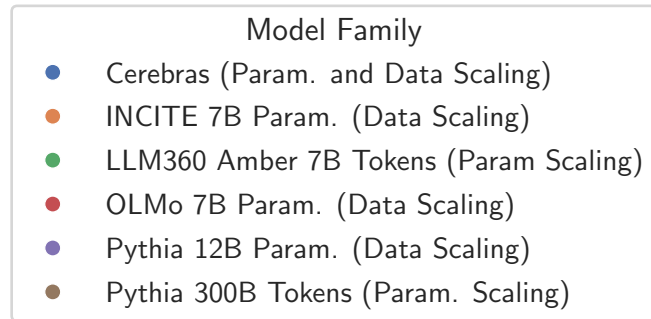 Model Family
Cerebras (Param. and Data Scaling)
INCITE 7B Param. (Data Scaling)
LLM360 Amber 7B Tokens (Param Scaling)
OLMo 7B Param. (Data Scaling)
Pythia 12B Param. (Data Scaling)
Pythia 300B Tokens (Param. Scaling)